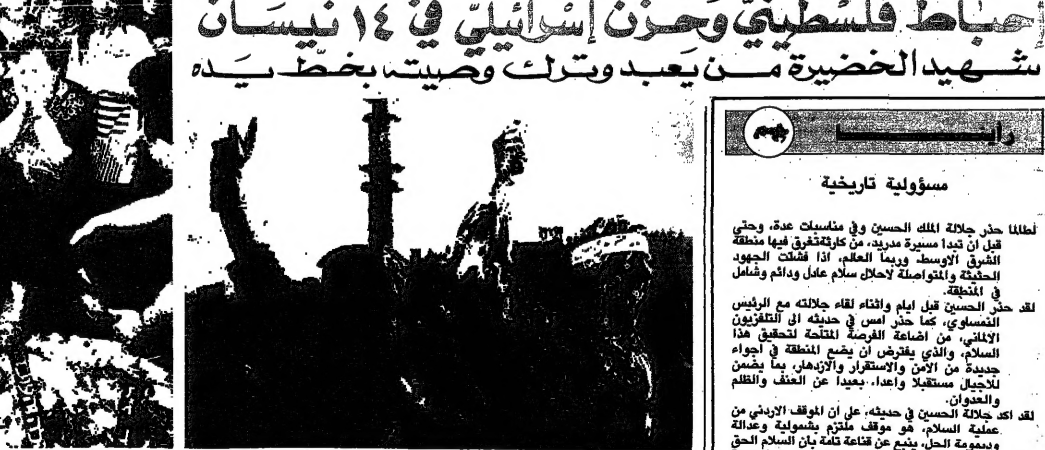 إحباط فلسطيني وحزن إسرائيلي في ١٤ نيسان
شهيد الخضيرة من يعبد وترك وصيته بخط يده
رأينا
مسؤولية تاريخية
لطالما حذر جلالة الملك الحسين وفي مناسبات عدة، وحتى
قبل ان تبدا مسيرة مدريد، من كارثة تغرق فيها منطقة
الشرق الاوسط، وربما العالم، اذا فشلت الجهود
الحثيثة والمتواصلة لاحلال سلام عادل ودائم وشامل
في المنطقة.
لقد حذر الحسين قبل ايام واثناء لقاء جلالته مع الرئيس
النمساوي، كما حذر امس في حديثه الى التلفزيون
الالماني، من اضاعة الفرصة المتاحة لتحقيق هذا
السلام، والذي يفترض ان يضع المنطقة في اجواء
جديدة من الامن والاستقرار والازدهار، بما يضمن
للاجيال مستقبلا واعدا، بعيدا عن العنف والظلم
والعدوان.
لقد اكد جلالة الحسين في حديثه، على ان الموقف الاردني من
عملية السلام، هو موقف ملتزم بشمولية وعدالة
وديمومة الحل، ينبع عن قناعة تامة بان السلام الحق